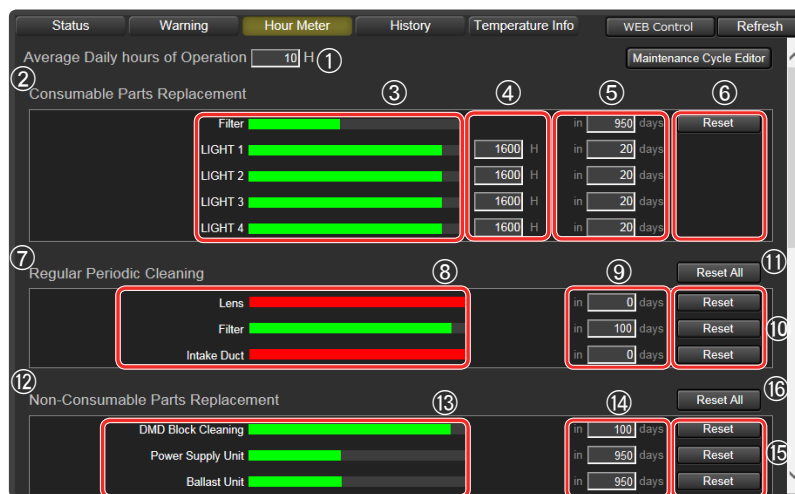 Status Warning Hour Meter History Temperature Info WEB Control Refresh
Average Daily hours of Operation 10 H ① Maintenance Cycle Editor
②
Consumable Parts Replacement ③ ④ ⑤ ⑥
Filter in 950 days Reset
LIGHT 1 1600 H in 20 days
LIGHT 2 1600 H in 20 days
LIGHT 3 1600 H in 20 days
LIGHT 4 1600 H in 20 days
⑦
Regular Periodic Cleaning ⑧ ⑨ Reset All ⑪
Lens in 0 days Reset
Filter in 100 days Reset ⑩
Intake Duct in 0 days Reset
⑫
Non-Consumable Parts Replacement ⑬ ⑭ Reset All ⑯
DMD Block Cleaning in 100 days Reset
Power Supply Unit in 950 days Reset ⑮
Ballast Unit in 950 days Reset